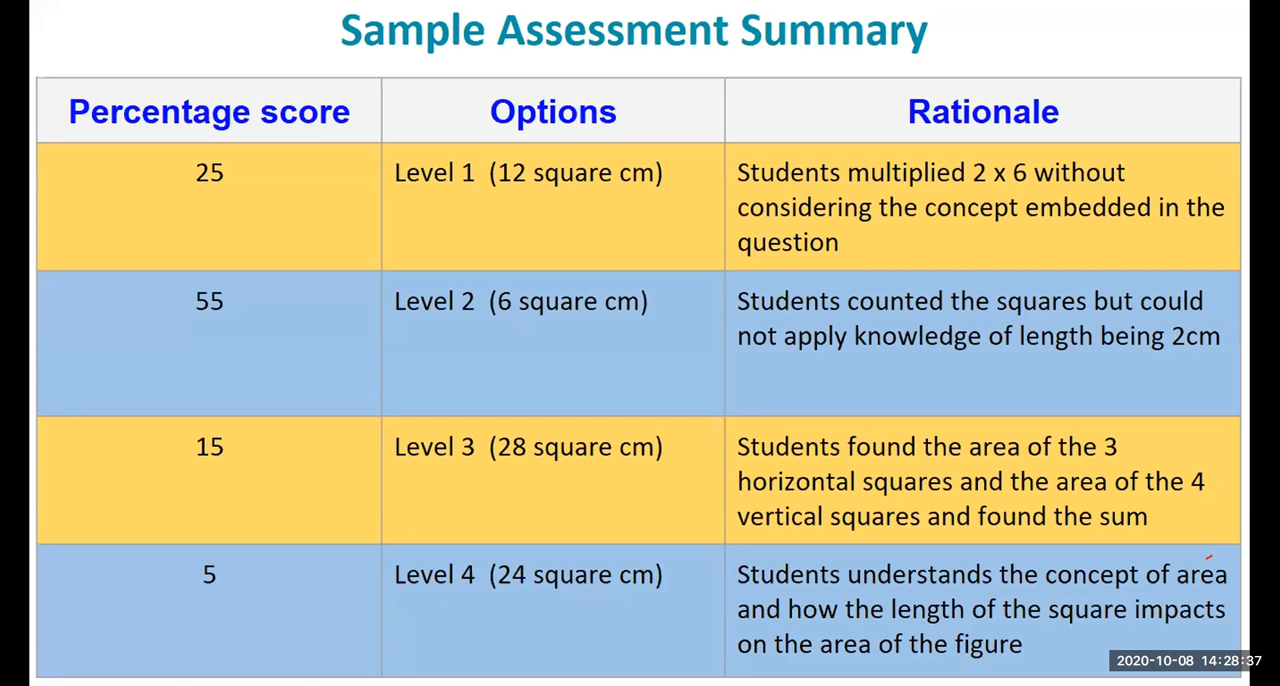 Sample Assessment Summary
Percentage score
Options
Rationale
25
Level 1 (12 square cm)
Students multiplied 2 x 6 without
considering the concept embedded in the
question
55
Level 2 (6 square cm)
Students counted the squares but could
not apply knowledge of length being 2cm
15
Level 3 (28 square cm)
Students found the area of the 3
horizontal squares and the area of the 4
vertical squares and found the sum
5
Level 4 (24 square cm)
Students understands the concept of area
and how the length of the square impacts
on the area of the figure
2020-10-08 14:28:37